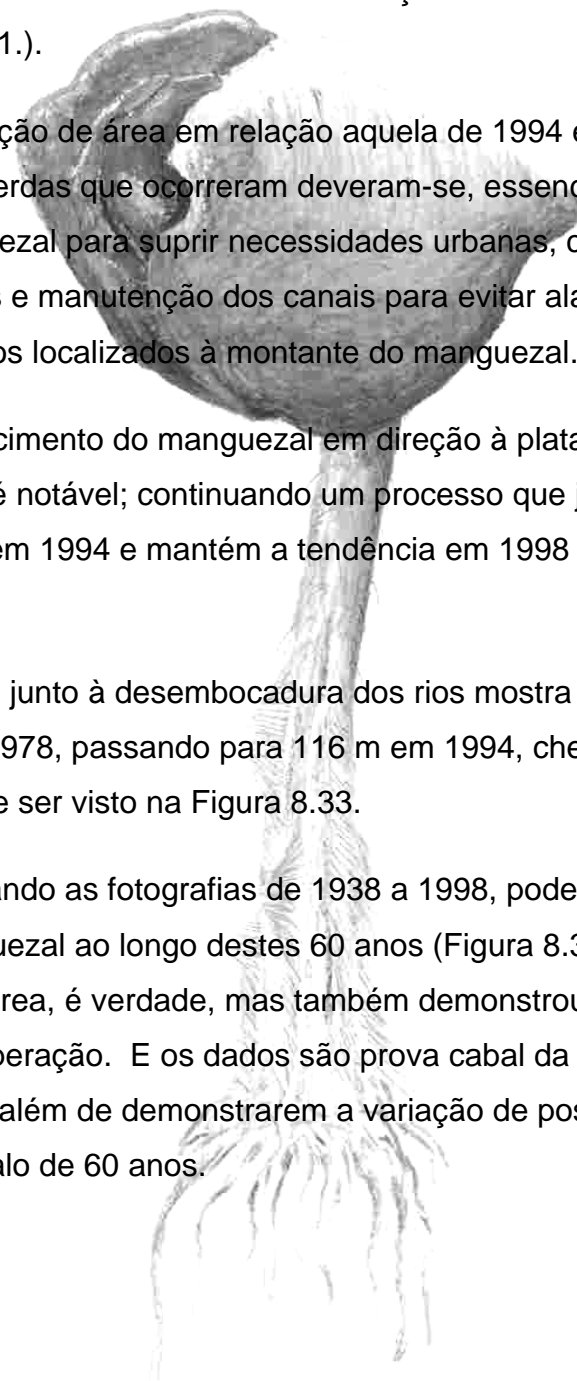 1.).
ção de área em relação aquela de 1994 e
erdas que ocorreram deveram-se, essenc
ezal para suprir necessidades urbanas, c
s e manutenção dos canais para evitar ala
os localizados à montante do manguezal.
cimento do manguezal em direção à plata
é notável; continuando um processo que j
em 1994 e mantém a tendência em 1998
junto à desembocadura dos rios mostra
978, passando para 116 m em 1994, che
e ser visto na Figura 8.33.
ando as fotografias de 1938 a 1998, pode
uezal ao longo destes 60 anos (Figura 8.3
rea, é verdade, mas também demonstrou
peração.  E os dados são prova cabal da
além de demonstrarem a variação de pos
alo de 60 anos.